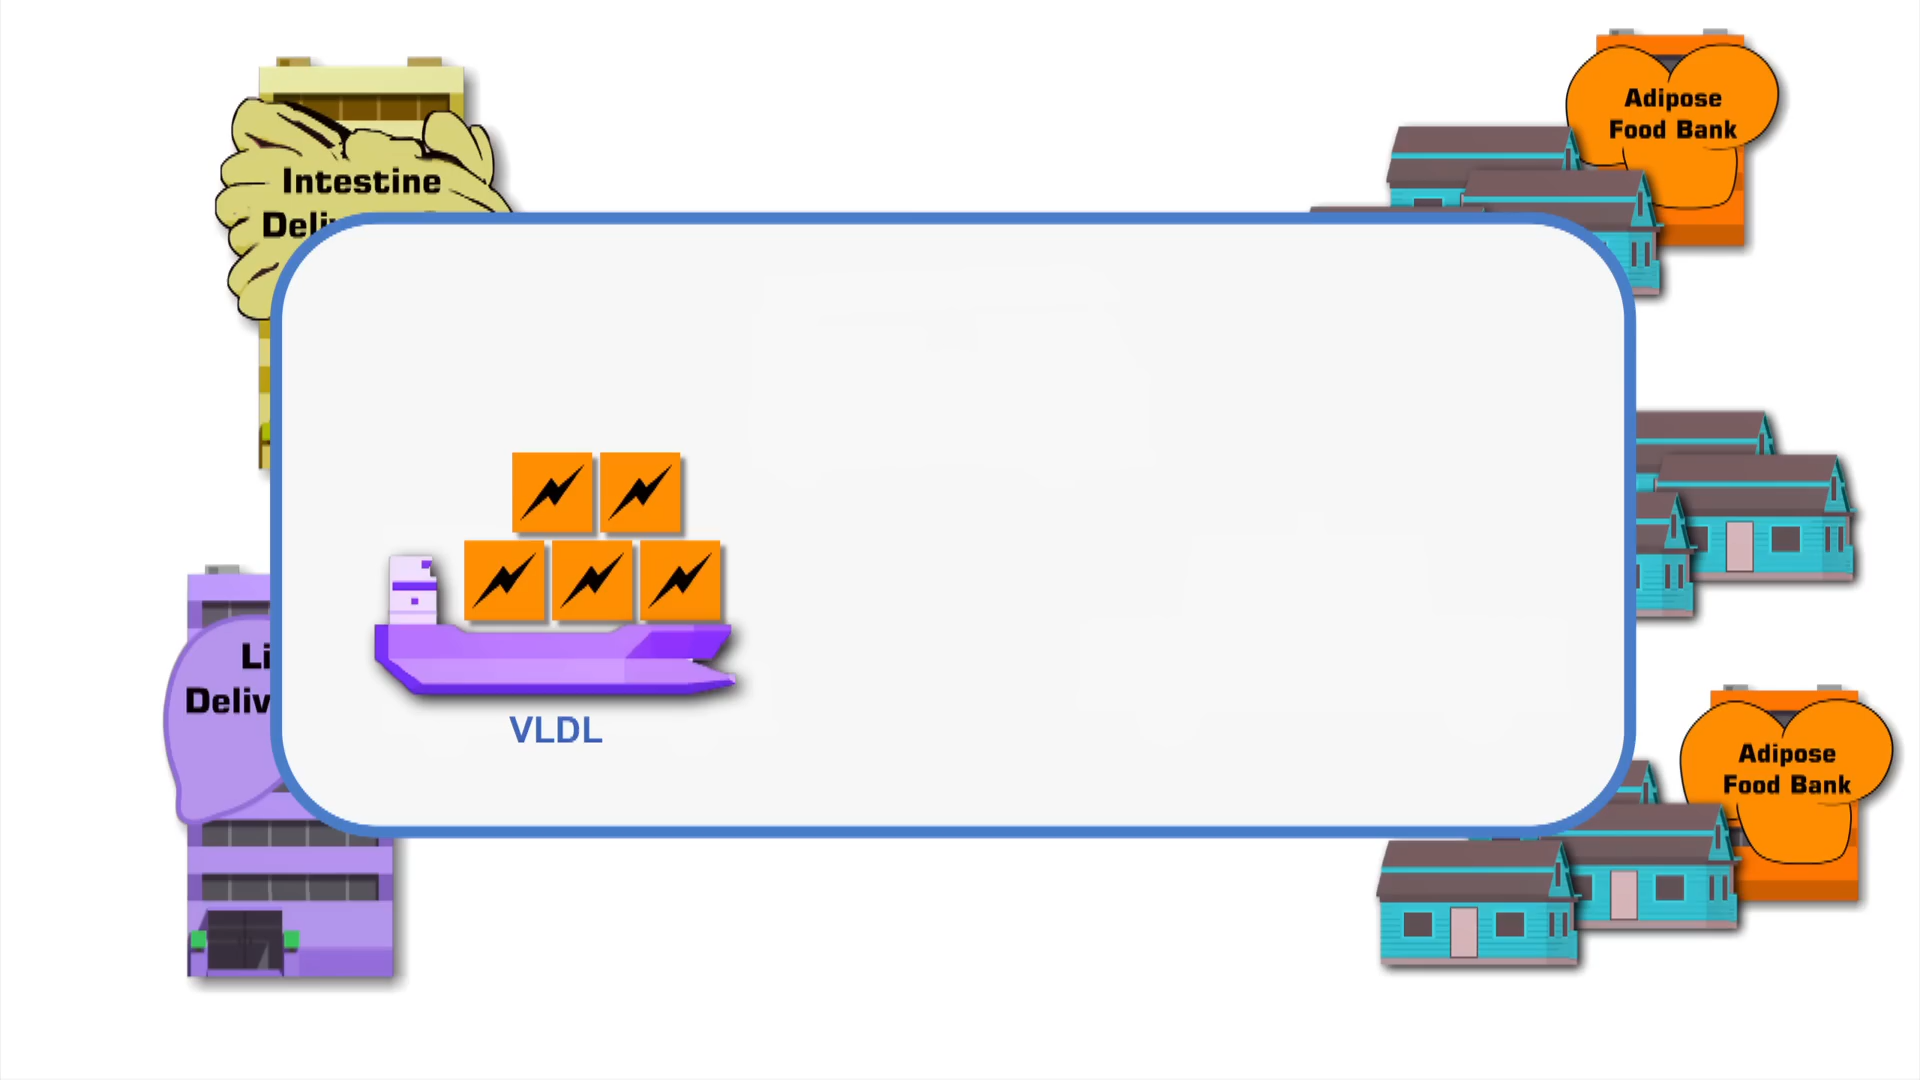 Intestine
Adipose
Food Bank
VLDL
Adipose
Food Bank